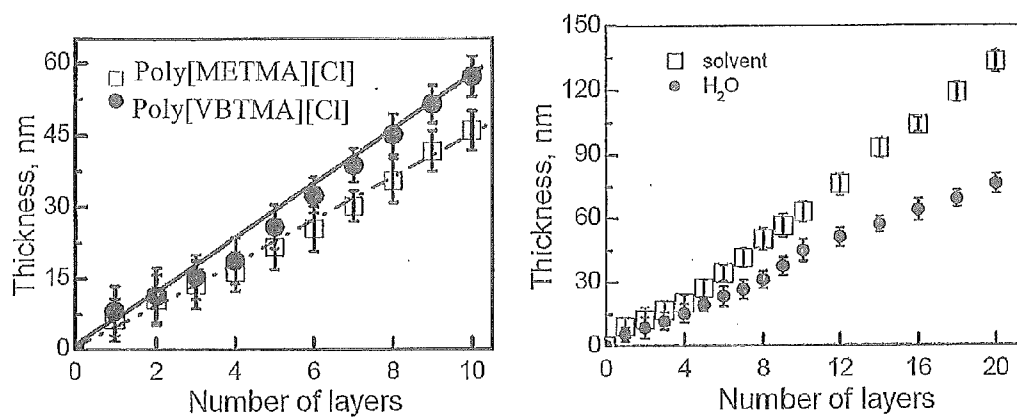 60
45
30
15
0
Thickness, nm
Poly[METMA][Cl]
Poly[VBTMA][Cl]
0 2 4 6 8 10
Number of layers
150
120
90
60
30
0
Thickness, nm
solvent
H₂O
0 4 8 12 16 20
Number of layers